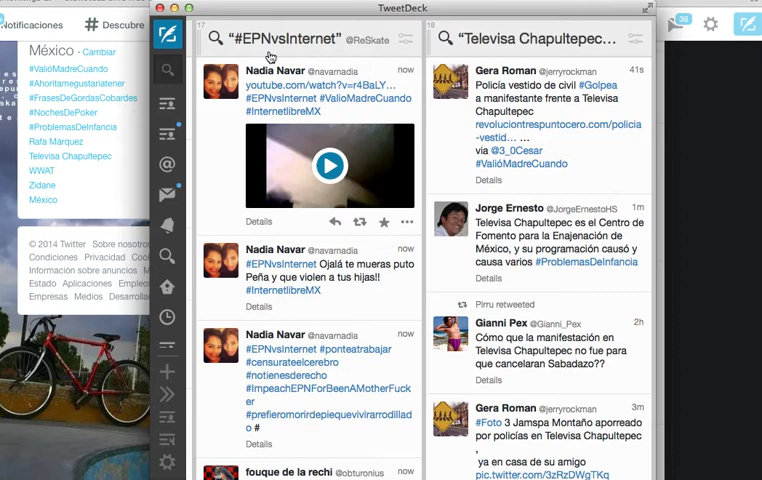 TweetDeck
Notificaciones
# Descubre
México · Cambiar
#ValióMadreCuando
#Ahoritamegustariatener
#FrasesDeGordasCobardes
#NochesDePoker
#ProblemasDeInfancia
Rafa Márquez
Televisa Chapultepec
WWAT
Zidane
México
© 2014 Twitter Sobre nosotros
Condiciones Privacidad
Información sobre anuncios
Estado Aplicaciones
Empresas Medios
17
"#EPNvsInternet" @ReSkate
Nadia Navar @navarnadia now
youtube.com/watch?v=r4BaLY…
#EPNvsInternet #ValioMadreCuando
#InternetlibreMX
Details
Nadia Navar @navarnadia now
#EPNvsInternet Ojalá te mueras puto
Peña y que violen a tus hijas!!
#InternetlibreMX
Details
Nadia Navar @navarnadia now
#EPNvsInternet #ponteatrabajar
#censurateelcerebro
#notienesderecho
#ImpeachEPNForBeenAMotherFuck
er
#prefieromorirdepiequevivirarrodillad
o #
Details
fouque de la rechi @obturonius now
18
"Televisa Chapultepec...
Gera Roman @jerryrockman 41s
Policía vestido de civil #Golpea
a manifestante frente a Televisa
Chapultepec
revoluciontrespuntocero.com/policia
-vestid… …
via @3_0Cesar
#ValióMadreCuando
Details
Jorge Ernesto @JorgeErnestoHS 1m
Televisa Chapultepec es el Centro de
Fomento para la Enajenación de
México, y su programación causó y
causa varios #ProblemasDeInfancia
Details
Pirru retweeted
Gianni Pex @Gianni_Pex 2h
Cómo que la manifestación en
Televisa Chapultepec no fue para
que cancelaran Sabadazo??
Details
Gera Roman @jerryrockman 3m
#Foto 3 Jamspa Montaño aporreado
por policías en Televisa Chapultepec
,
ya en casa de su amigo
pic.twitter.com/3zRzDWgTKq